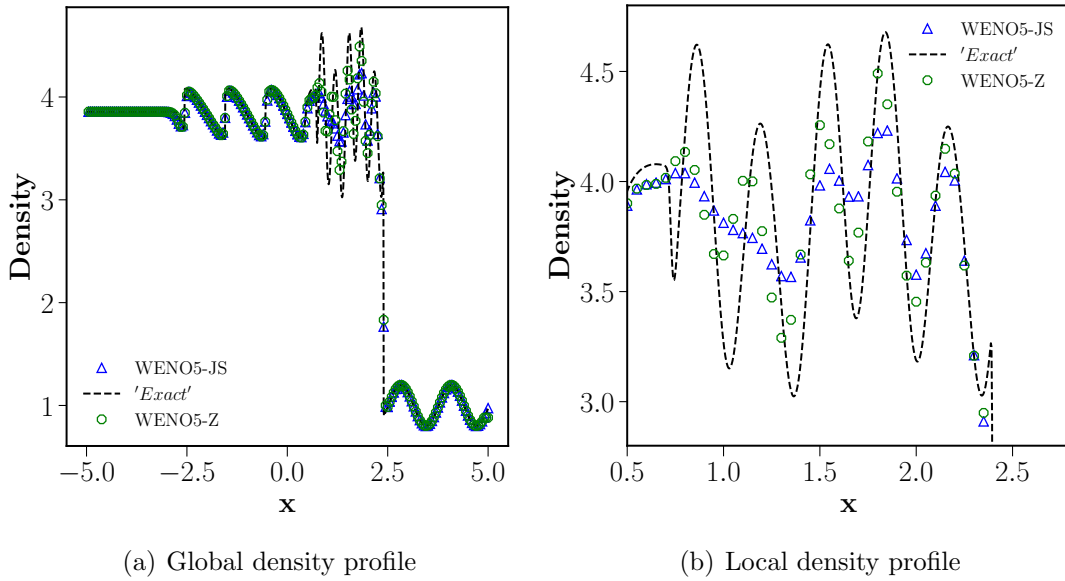 Density
4
3
2
1
WENO5-JS
'Exact'
WENO5-Z
−5.0 −2.5 0.0 2.5 5.0
x
(a) Global density profile
Density
4.5
4.0
3.5
3.0
WENO5-JS
'Exact'
WENO5-Z
0.5 1.0 1.5 2.0 2.5
x
(b) Local density profile